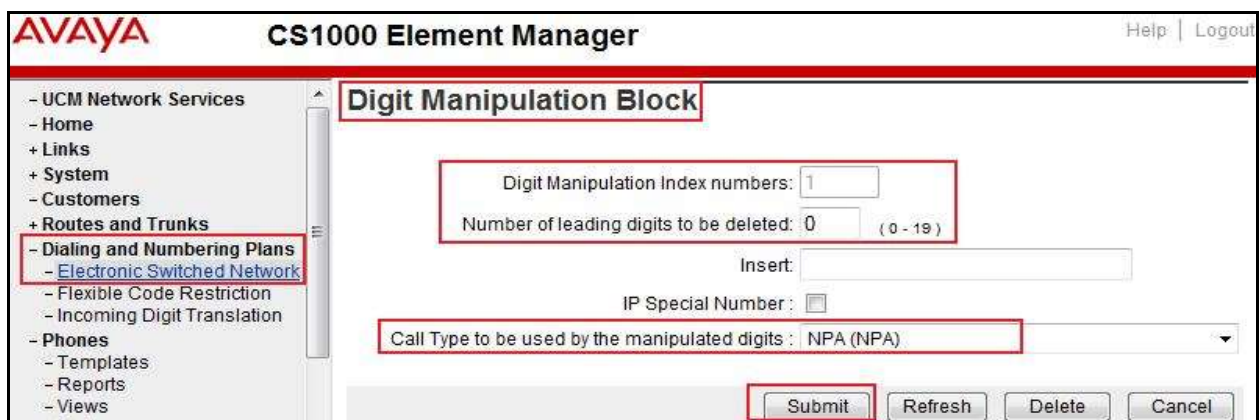 AVAYA CS1000 Element Manager Help | Logout
- UCM Network Services
- Home
+ Links
+ System
- Customers
+ Routes and Trunks
- Dialing and Numbering Plans
- Electronic Switched Network
- Flexible Code Restriction
- Incoming Digit Translation
- Phones
- Templates
- Reports
- Views
Digit Manipulation Block
Digit Manipulation Index numbers: 1
Number of leading digits to be deleted: 0 ( 0 - 19 )
Insert:
IP Special Number :
Call Type to be used by the manipulated digits : NPA (NPA)
Submit Refresh Delete Cancel